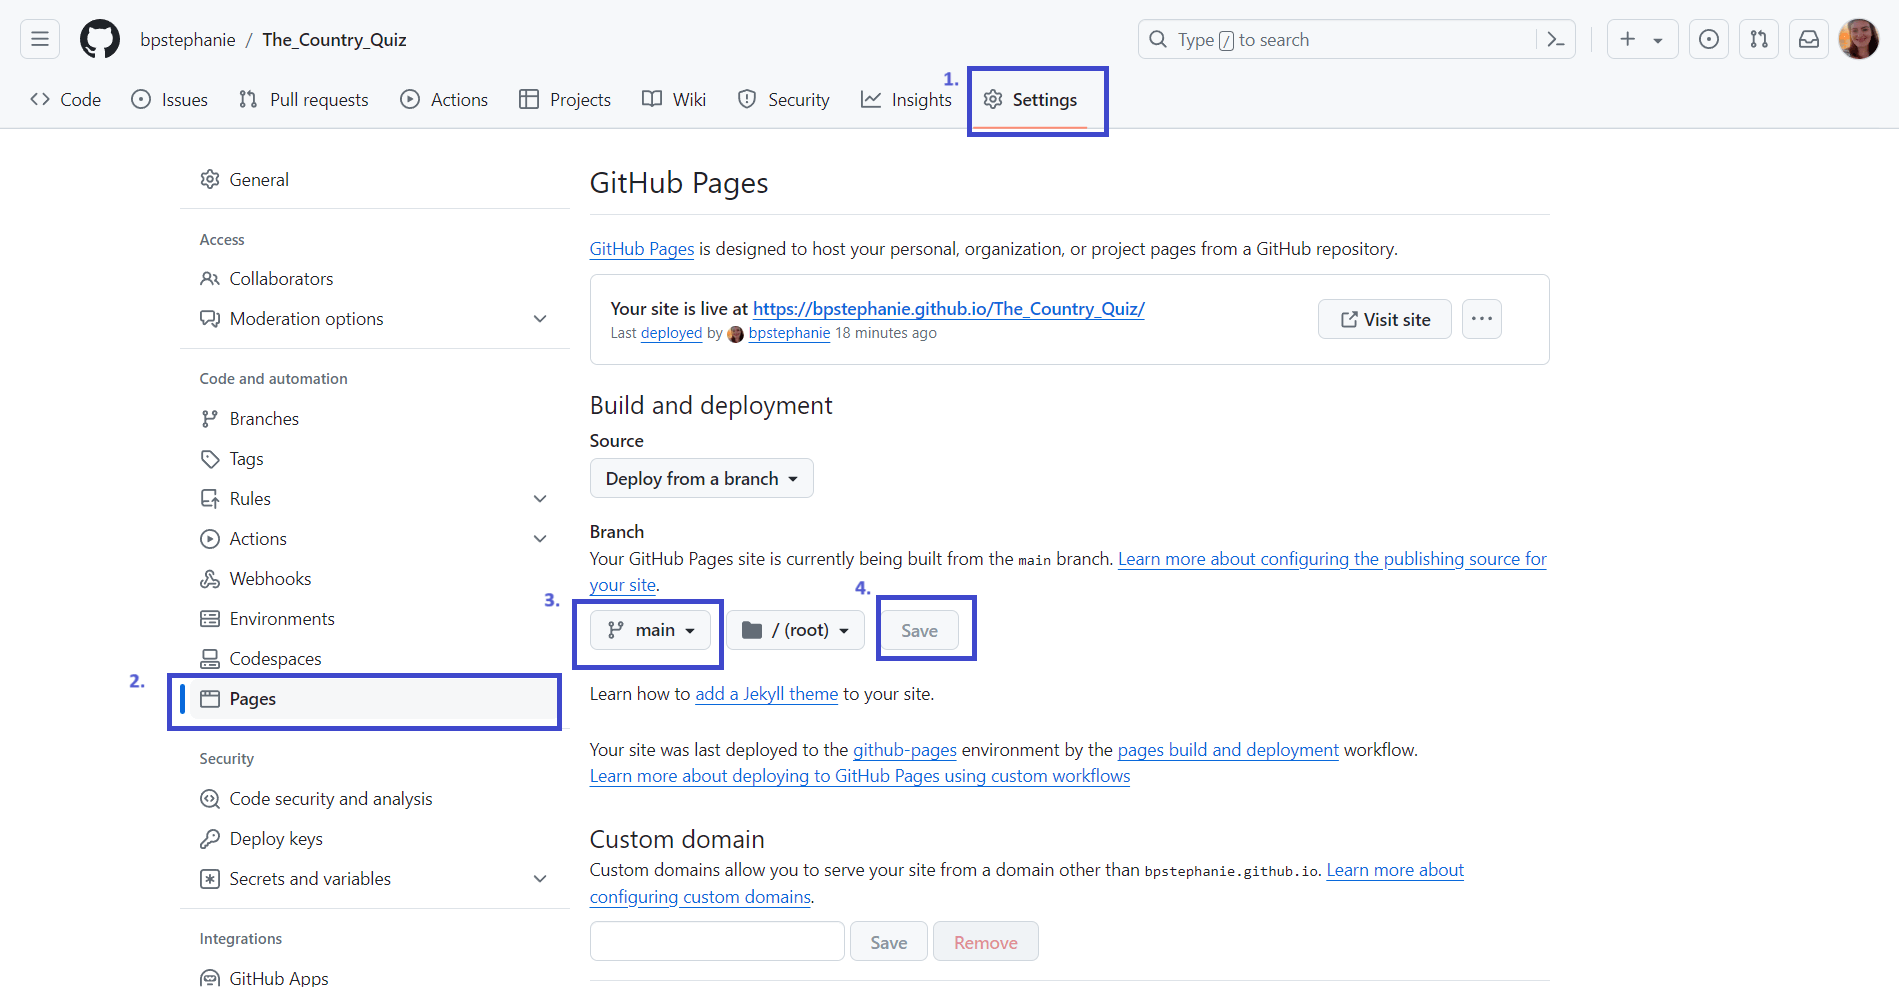 bpstephanie / The_Country_Quiz
Type / to search
Code
Issues
Pull requests
Actions
Projects
Wiki
Security
Insights
1.
Settings
General
Access
Collaborators
Moderation options
Code and automation
Branches
Tags
Rules
Actions
Webhooks
Environments
Codespaces
2.
Pages
Security
Code security and analysis
Deploy keys
Secrets and variables
Integrations
GitHub Apps
GitHub Pages
GitHub Pages is designed to host your personal, organization, or project pages from a GitHub repository.
Your site is live at https://bpstephanie.github.io/The_Country_Quiz/
Last deployed by bpstephanie 18 minutes ago
Visit site
Build and deployment
Source
Deploy from a branch
Branch
Your GitHub Pages site is currently being built from the main branch. Learn more about configuring the publishing source for
your site.
3.
main
/ (root)
4.
Save
Learn how to add a Jekyll theme to your site.
Your site was last deployed to the github-pages environment by the pages build and deployment workflow.
Learn more about deploying to GitHub Pages using custom workflows
Custom domain
Custom domains allow you to serve your site from a domain other than bpstephanie.github.io. Learn more about
configuring custom domains.
Save
Remove